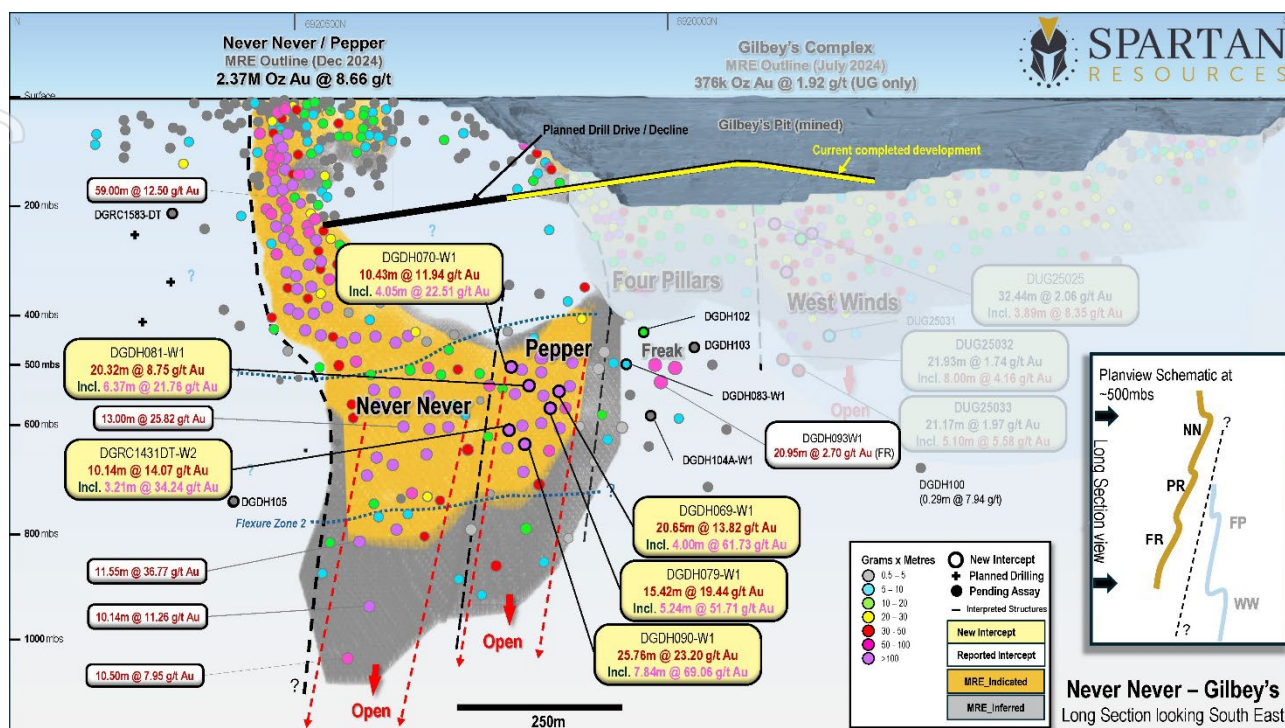 N
6920500N
6920000N
Never Never / Pepper
MRE Outline (Dec 2024)
2.37M Oz Au @ 8.66 g/t
Gilbey's Complex
MRE Outline (July 2024)
376k Oz Au @ 1.92 g/t (UG only)
SPARTAN
RESOURCES
Surface
Planned Drill Drive / Decline
Gilbey's Pit (mined)
Current completed development
59.00m @ 12.50 g/t Au
200 mbs
DGRC1583-DT
?
?
?
DGDH070-W1
10.43m @ 11.94 g/t Au
Incl. 4.05m @ 22.51 g/t Au
Four Pillars
West Winds
DUG25025
32.44m @ 2.06 g/t Au
Incl. 3.89m @ 8.35 g/t Au
400 mbs
DGDH102
DUG25031
DGDH081-W1
20.32m @ 8.75 g/t Au
Incl. 6.37m @ 21.76 g/t Au
Pepper
Freak
DGDH103
500 mbs
DUG25032
21.93m @ 1.74 g/t Au
Incl. 8.00m @ 4.16 g/t Au
DGDH083-W1
Open
Never Never
13.00m @ 25.82 g/t Au
600 mbs
DUG25033
21.17m @ 1.97 g/t Au
Incl. 5.10m @ 5.58 g/t Au
DGDH093W1
20.95m @ 2.70 g/t Au (FR)
DGRC1431DT-W2
10.14m @ 14.07 g/t Au
Incl. 3.21m @ 34.24 g/t Au
DGDH104A-W1
DGDH100
(0.29m @ 7.94 g/t)
DGDH105
?
Flexure Zone 2
?
800 mbs
DGDH069-W1
20.65m @ 13.82 g/t Au
Incl. 4.00m @ 61.73 g/t Au
11.55m @ 36.77 g/t Au
DGDH079-W1
15.42m @ 19.44 g/t Au
Incl. 5.24m @ 51.71 g/t Au
10.14m @ 11.26 g/t Au
1000 mbs
Open
DGDH090-W1
25.76m @ 23.20 g/t Au
Incl. 7.84m @ 69.06 g/t Au
10.50m @ 7.95 g/t Au
?
Open
250m
Grams x Metres
0.5 – 5
5 – 10
10 – 20
20 – 30
30 – 50
50 – 100
>100
New Intercept
Planned Drilling
Pending Assay
Interpreted Structures
New Intercept
Reported Intercept
MRE_Indicated
MRE_Inferred
Planview Schematic at
~500mbs
Long Section view
NN
?
PR
FR
FP
WW
?
Never Never – Gilbey's
Long Section looking South East